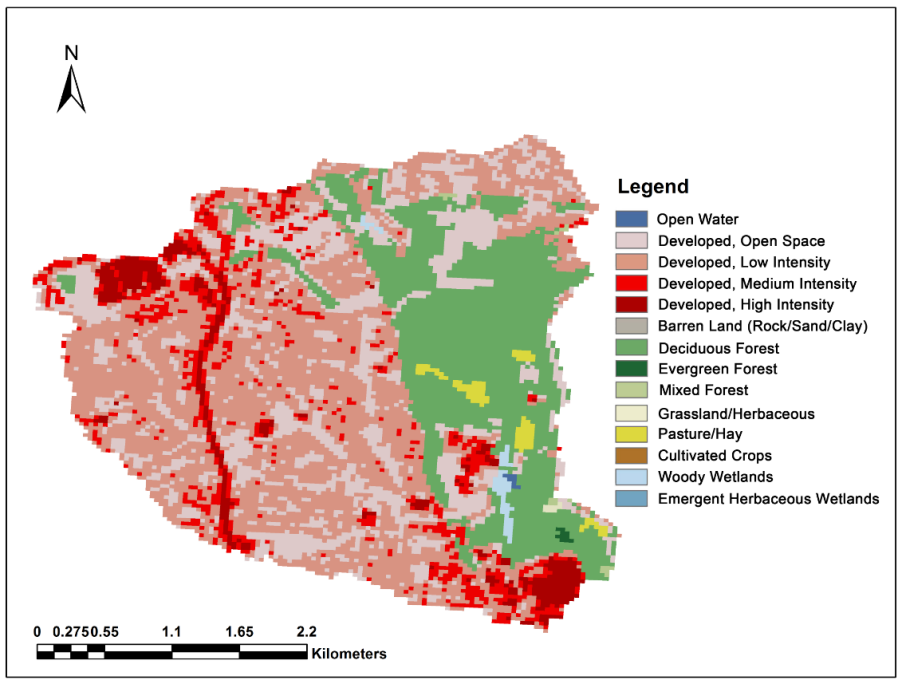 N
Legend
Open Water
Developed, Open Space
Developed, Low Intensity
Developed, Medium Intensity
Developed, High Intensity
Barren Land (Rock/Sand/Clay)
Deciduous Forest
Evergreen Forest
Mixed Forest
Grassland/Herbaceous
Pasture/Hay
Cultivated Crops
Woody Wetlands
Emergent Herbaceous Wetlands
0 0.275 0.55 1.1 1.65 2.2
Kilometers